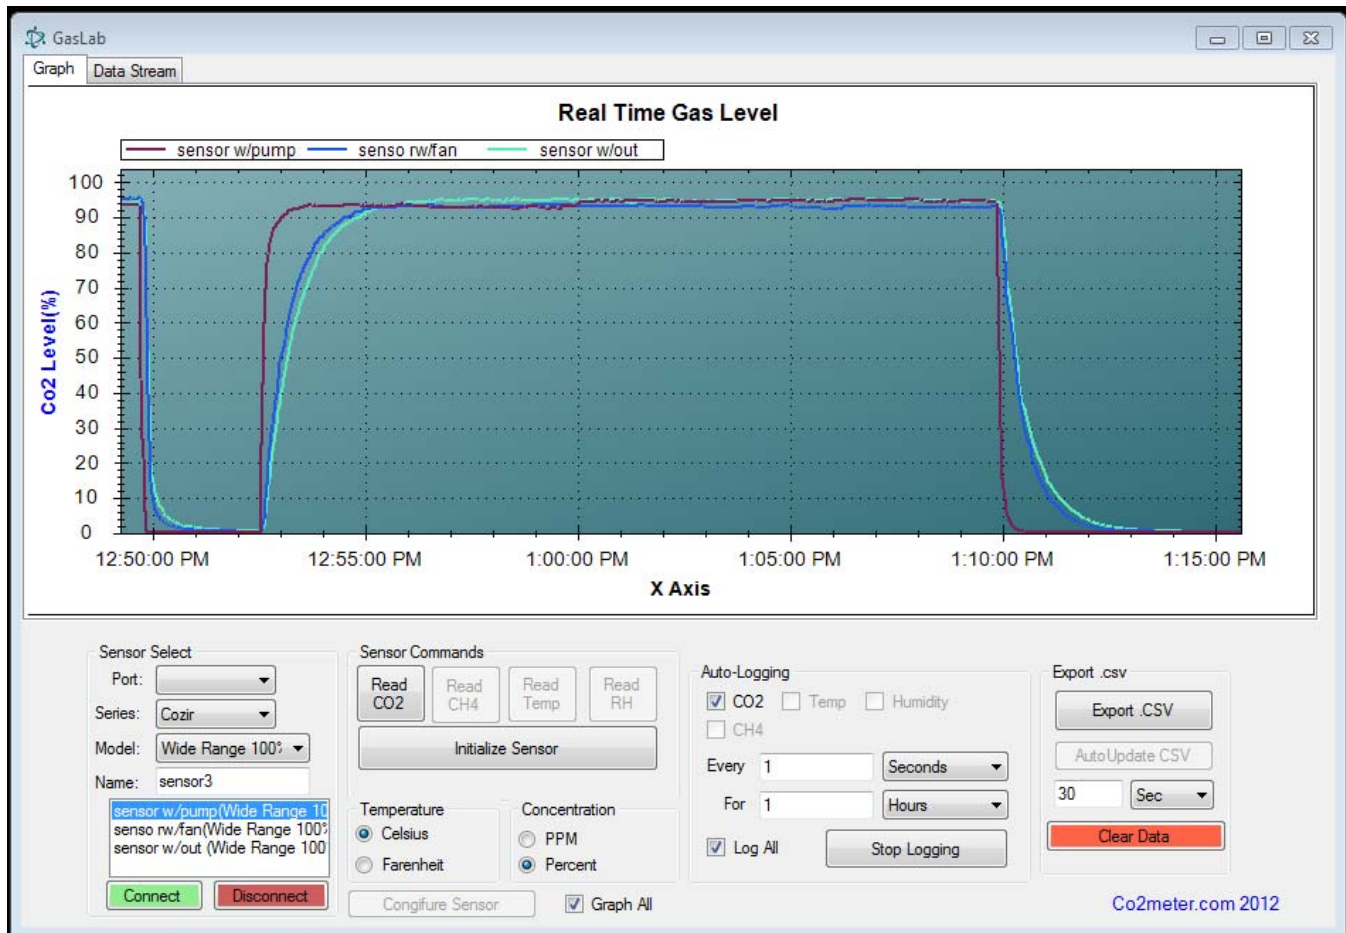 GasLab
Graph Data Stream
Real Time Gas Level
sensor w/pump senso rw/fan sensor w/out
Co2 Level(%)
100
90
80
70
60
50
40
30
20
10
0
12:50:00 PM 12:55:00 PM 1:00:00 PM 1:05:00 PM 1:10:00 PM 1:15:00 PM
X Axis
Sensor Select
Port:
Series: Cozir
Model: Wide Range 100%
Name: sensor3
sensor w/pump(Wide Range 10
senso rw/fan(Wide Range 100%
sensor w/out (Wide Range 100
Connect Disconnect
Sensor Commands
Read CO2 Read CH4 Read Temp Read RH
Initialize Sensor
Temperature
Celsius
Farenheit
Concentration
PPM
Percent
Congifure Sensor Graph All
Auto-Logging
CO2 Temp Humidity
CH4
Every 1 Seconds
For 1 Hours
Log All Stop Logging
Export .csv
Export .CSV
AutoUpdate CSV
30 Sec
Clear Data
Co2meter.com 2012